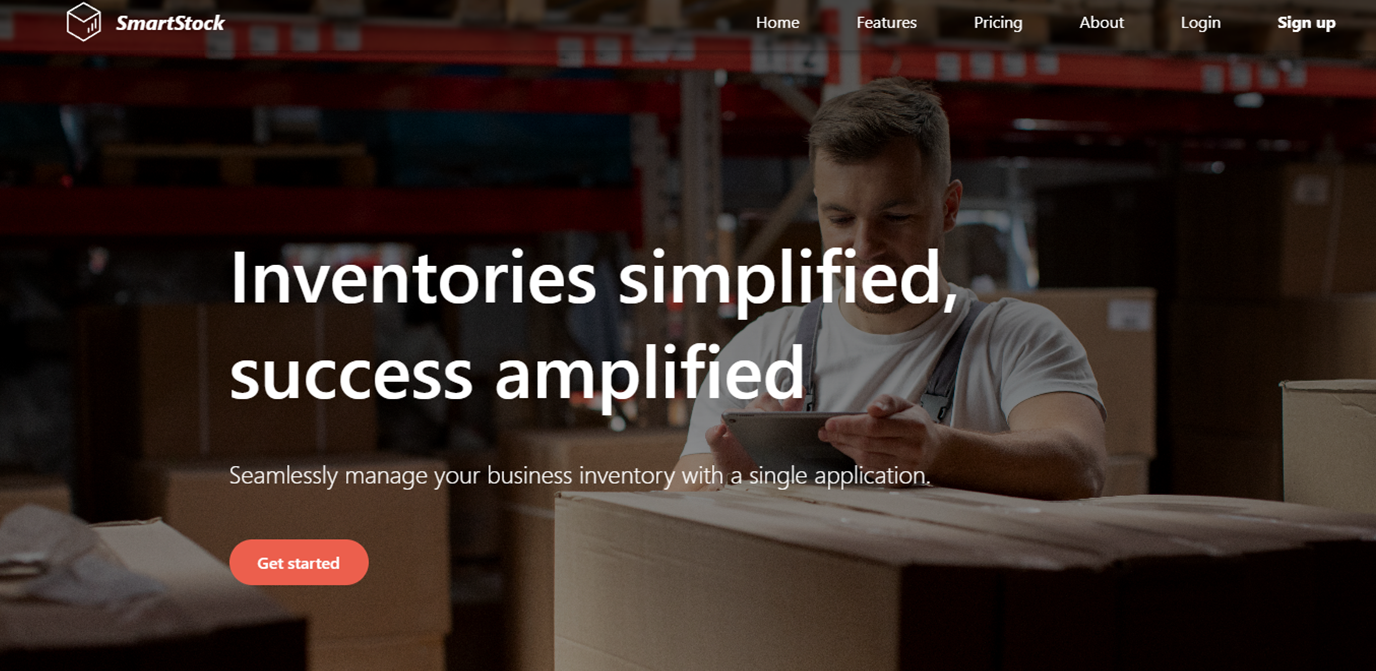 SmartStock
Home Features Pricing About Login Sign up
Inventories simplified,
success amplified
Seamlessly manage your business inventory with a single application.
Get started